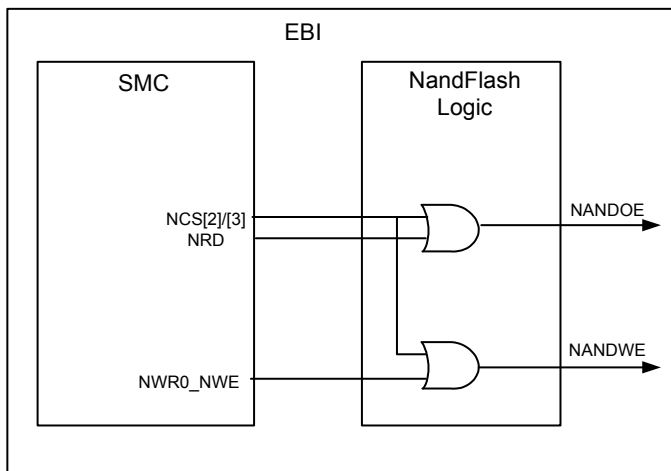 EBI
SMC
NandFlash
Logic
NCS[2]/[3]
NRD
NANDOE
NWR0_NWE
NANDWE